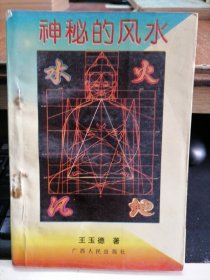 神秘的风水
水 火
风 地
王玉德 著
广西人民出版社